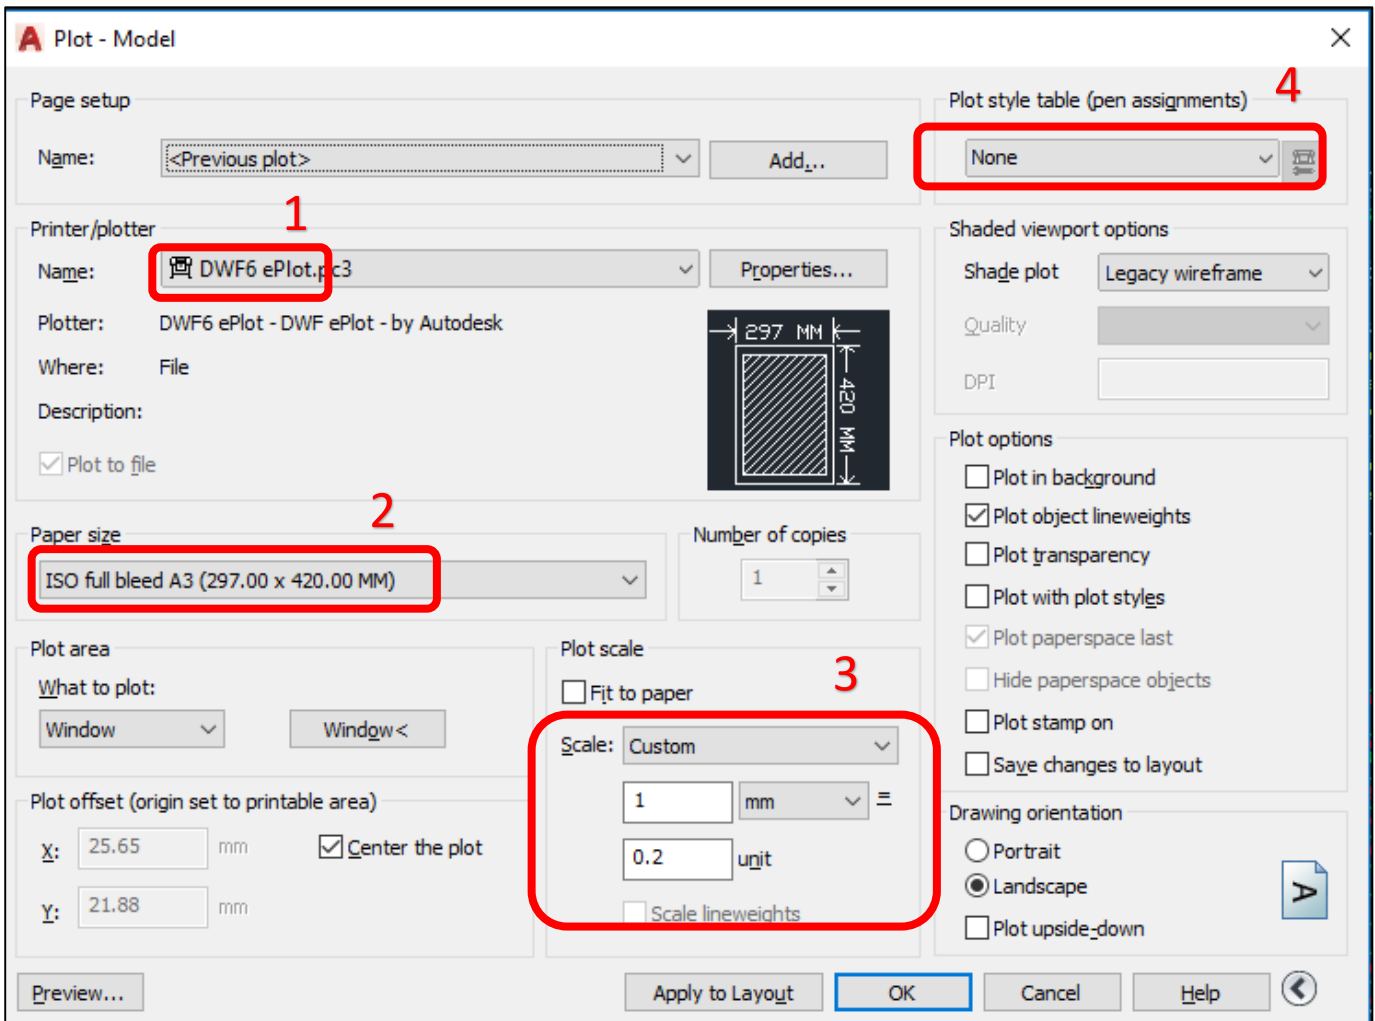 Plot - Model
Page setup
Name:
<Previous plot>
Add...
Plot style table (pen assignments)
4
None
1
Printer/plotter
Name:
DWF6 ePlot.pc3
Properties...
Plotter:
DWF6 ePlot - DWF ePlot - by Autodesk
Where:
File
Description:
Plot to file
297 MM
420 MM
Shaded viewport options
Shade plot
Legacy wireframe
Quality
DPI
2
Paper size
ISO full bleed A3 (297.00 x 420.00 MM)
Number of copies
1
Plot options
Plot in background
Plot object lineweights
Plot transparency
Plot with plot styles
Plot paperspace last
Hide paperspace objects
Plot stamp on
Save changes to layout
Plot area
What to plot:
Window
Window<
Plot scale
3
Fit to paper
Scale:
Custom
1
mm
=
0.2
unit
Scale lineweights
Plot offset (origin set to printable area)
X:
25.65
mm
Center the plot
Y:
21.88
mm
Drawing orientation
Portrait
Landscape
Plot upside-down
A
Preview...
Apply to Layout
OK
Cancel
Help